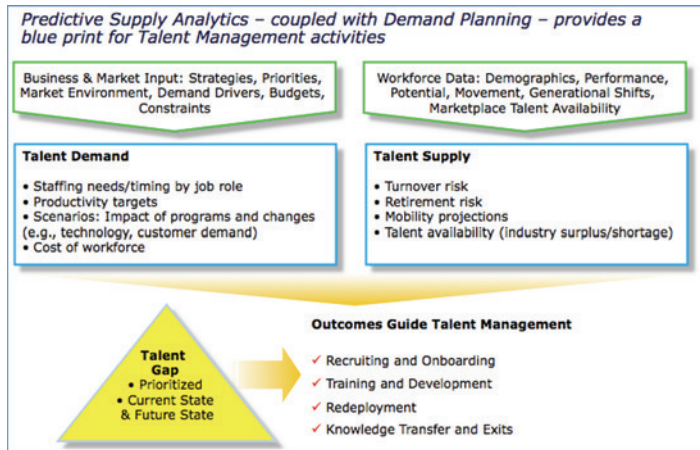 Predictive Supply Analytics – coupled with Demand Planning – provides a
blue print for Talent Management activities
Business & Market Input: Strategies, Priorities,
Market Environment, Demand Drivers, Budgets,
Constraints
Workforce Data: Demographics, Performance,
Potential, Movement, Generational Shifts,
Marketplace Talent Availability
Talent Demand
• Staffing needs/timing by job role
• Productivity targets
• Scenarios: Impact of programs and changes
(e.g., technology, customer demand)
• Cost of workforce
Talent Supply
• Turnover risk
• Retirement risk
• Mobility projections
• Talent availability (industry surplus/shortage)
Talent
Gap
• Prioritized
• Current State
& Future State
Outcomes Guide Talent Management
✓ Recruiting and Onboarding
✓ Training and Development
✓ Redeployment
✓ Knowledge Transfer and Exits